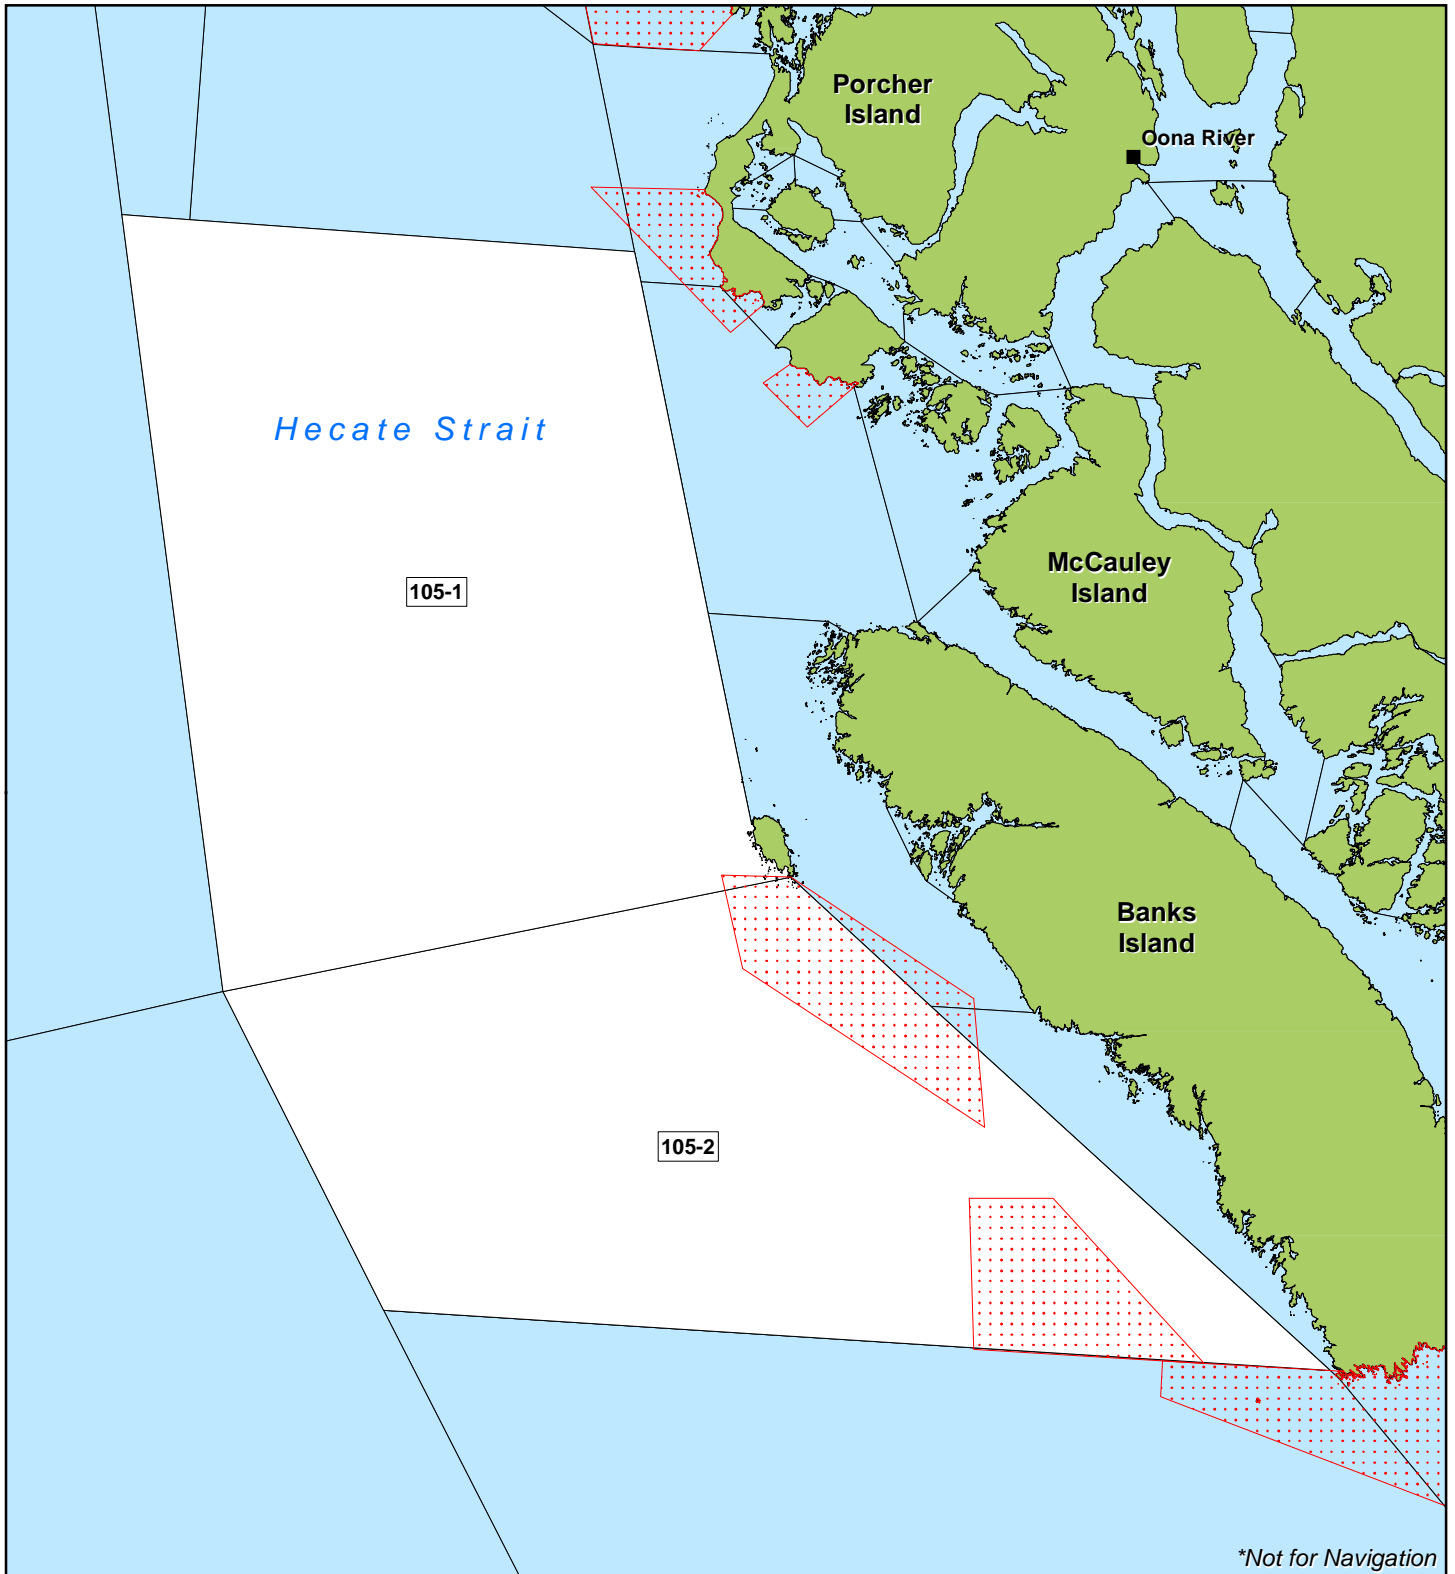 Porcher
Island
Oona River
Hecate Strait
McCauley
Island
105-1
Banks
Island
105-2
*Not for Navigation